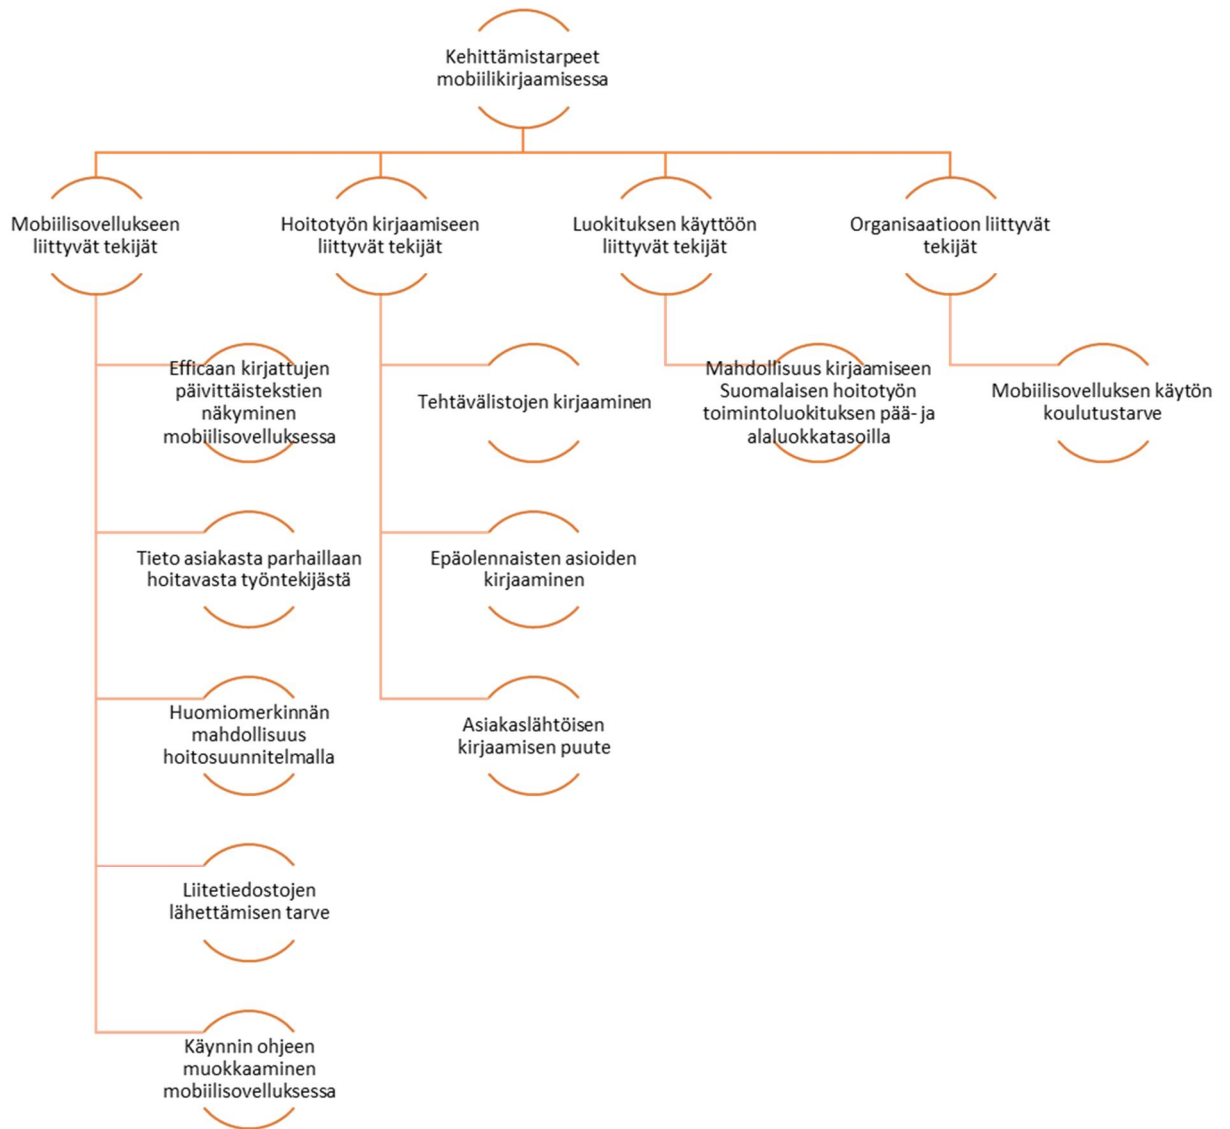 Kehittämistarpeet
mobiilikirjaamisessa
Mobiilisovellukseen
liittyvät tekijät
Hoitotyön kirjaamiseen
liittyvät tekijät
Luokituksen käyttöön
liittyvät tekijät
Organisaatioon liittyvät
tekijät
Efficaan kirjattujen
päivittäistekstien
näkyminen
mobiilisovelluksessa
Tehtävälistojen kirjaaminen
Mahdollisuus kirjaamiseen
Suomalaisen hoitotyön
toimintoluokituksen pää- ja
alaluokkatasoilla
Mobiilisovelluksen käytön
koulutustarve
Tieto asiakasta parhaillaan
hoitavasta työntekijästä
Epäolennaisten asioiden
kirjaaminen
Huomiomerkinnän
mahdollisuus
hoitosuunnitelmalla
Asiakaslähtöisen
kirjaamisen puute
Liitetiedostojen
lähettämisen tarve
Käynnin ohjeen
muokkaaminen
mobiilisovelluksessa